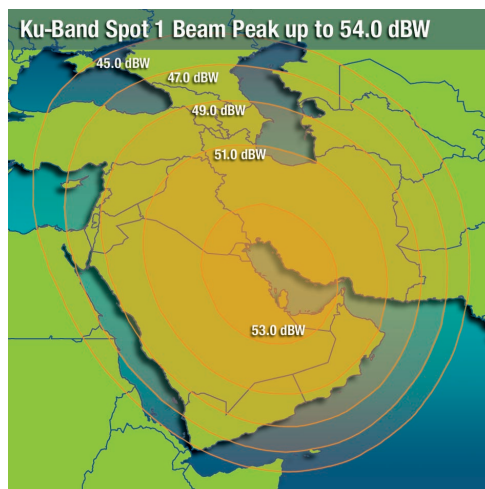 Ku-Band Spot 1 Beam Peak up to 54.0 dBW
45.0 dBW
47.0 dBW
49.0 dBW
51.0 dBW
53.0 dBW